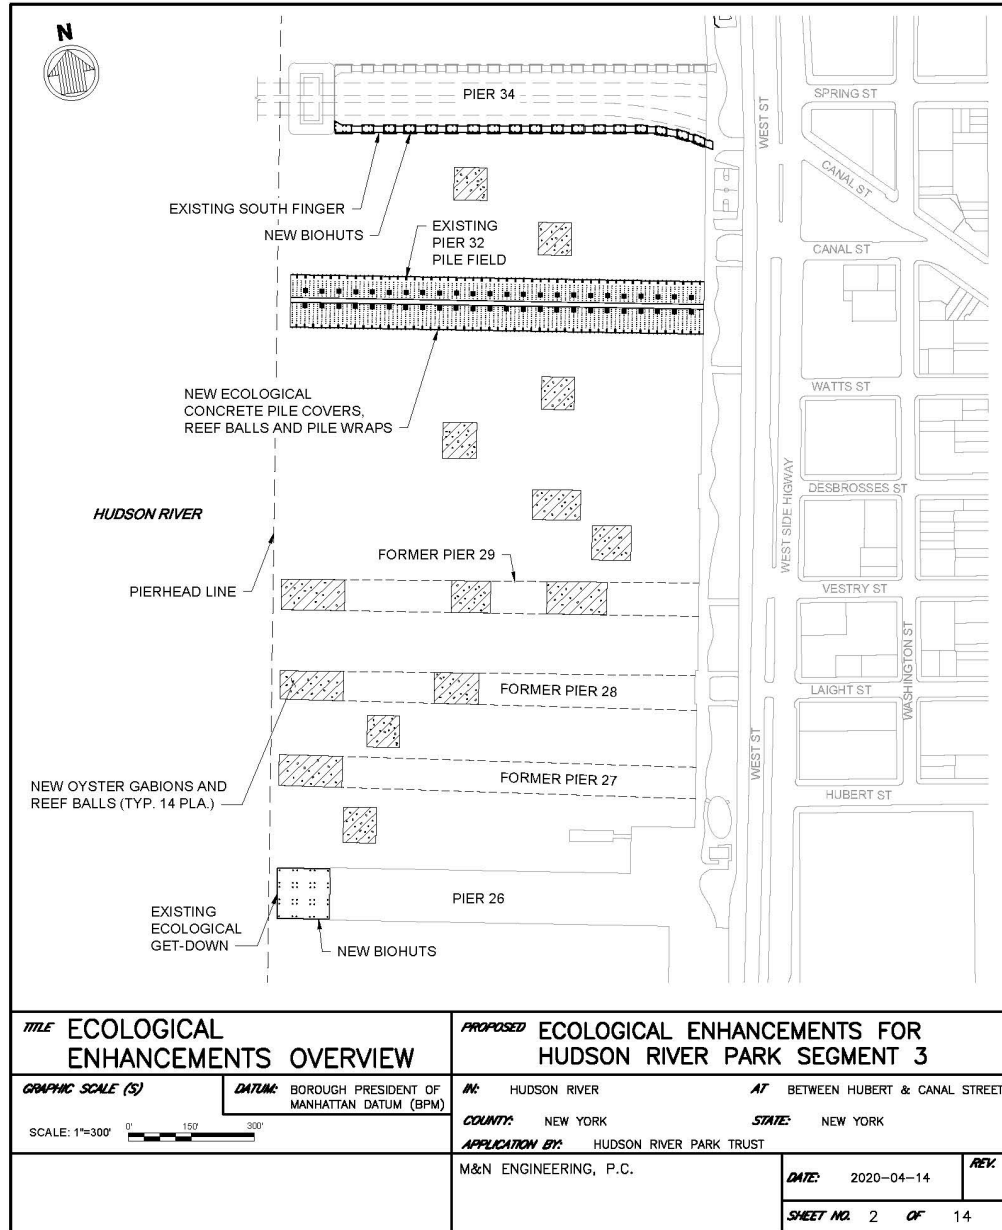 N
PIER 34
SPRING ST
WEST ST
CANAL ST
EXISTING SOUTH FINGER
NEW BIOHUTS
EXISTING
PIER 32
PILE FIELD
CANAL ST
NEW ECOLOGICAL
CONCRETE PILE COVERS,
REEF BALLS AND PILE WRAPS
WATTS ST
DESBROSSES ST
WEST SIDE HIGWAY
HUDSON RIVER
FORMER PIER 29
PIERHEAD LINE
VESTRY ST
WASHINGTON ST
FORMER PIER 28
LAIGHT ST
WEST ST
NEW OYSTER GABIONS AND
REEF BALLS (TYP. 14 PLA.)
FORMER PIER 27
HUBERT ST
PIER 26
EXISTING
ECOLOGICAL
GET-DOWN
NEW BIOHUTS
TITLE ECOLOGICAL
ENHANCEMENTS OVERVIEW
PROPOSED ECOLOGICAL ENHANCEMENTS FOR
HUDSON RIVER PARK SEGMENT 3
GRAPHIC SCALE (S)
DATUM: BOROUGH PRESIDENT OF
MANHATTAN DATUM (BPM)
SCALE: 1"=300'
0' 150' 300'
IN: HUDSON RIVER
AT BETWEEN HUBERT & CANAL STREET
COUNTY: NEW YORK
STATE: NEW YORK
APPLICATION BY: HUDSON RIVER PARK TRUST
M&N ENGINEERING, P.C.
DATE: 2020-04-14
REV.
SHEET NO. 2 OF 14